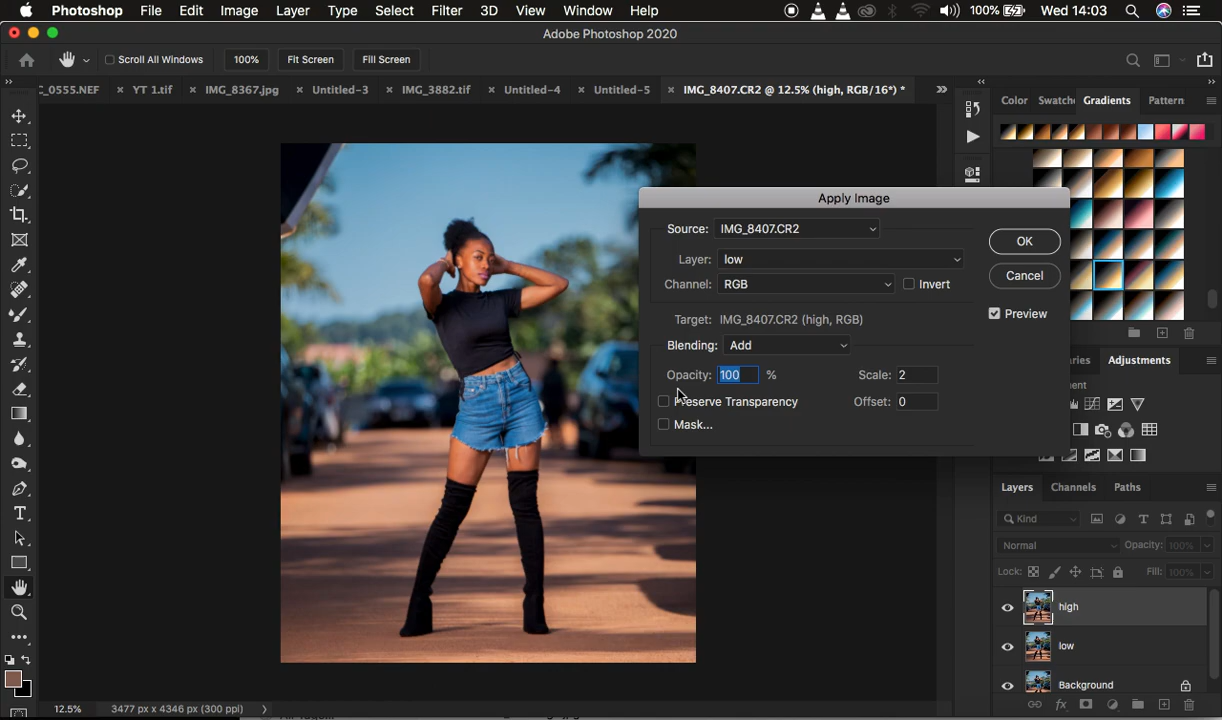 Photoshop File Edit Image Layer Type Select Filter 3D View Window Help 100% Wed 14:03
Adobe Photoshop 2020
Scroll All Windows 100% Fit Screen Fill Screen
C_0555.NEF × YT 1.tif × IMG_8367.jpg × Untitled-3 × IMG_3882.tif × Untitled-4 × Untitled-5 × IMG_8407.CR2 @ 12.5% (high, RGB/16*) *
Color Swatche Gradients Pattern
Apply Image
Source: IMG_8407.CR2
OK
Layer: low
Cancel
Channel: RGB Invert
Preview
Target: IMG_8407.CR2 (high, RGB)
Blending: Add
Opacity: 100 % Scale: 2
Preserve Transparency Offset: 0
Mask...
ries Adjustments
ment
Layers Channels Paths
Kind
Normal Opacity: 100%
Lock: Fill: 100%
high
low
Background
12.5% 3477 px x 4346 px (300 ppi)